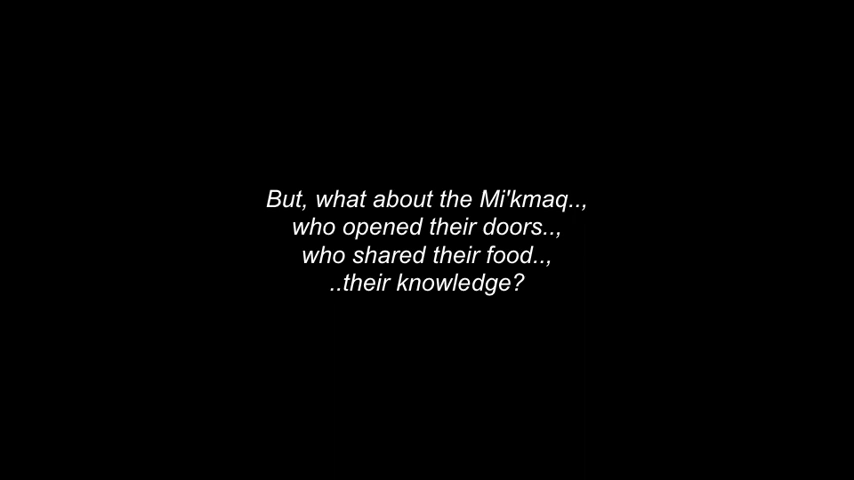 But, what about the Mi'kmaq..,
who opened their doors..,
who shared their food..,
..their knowledge?